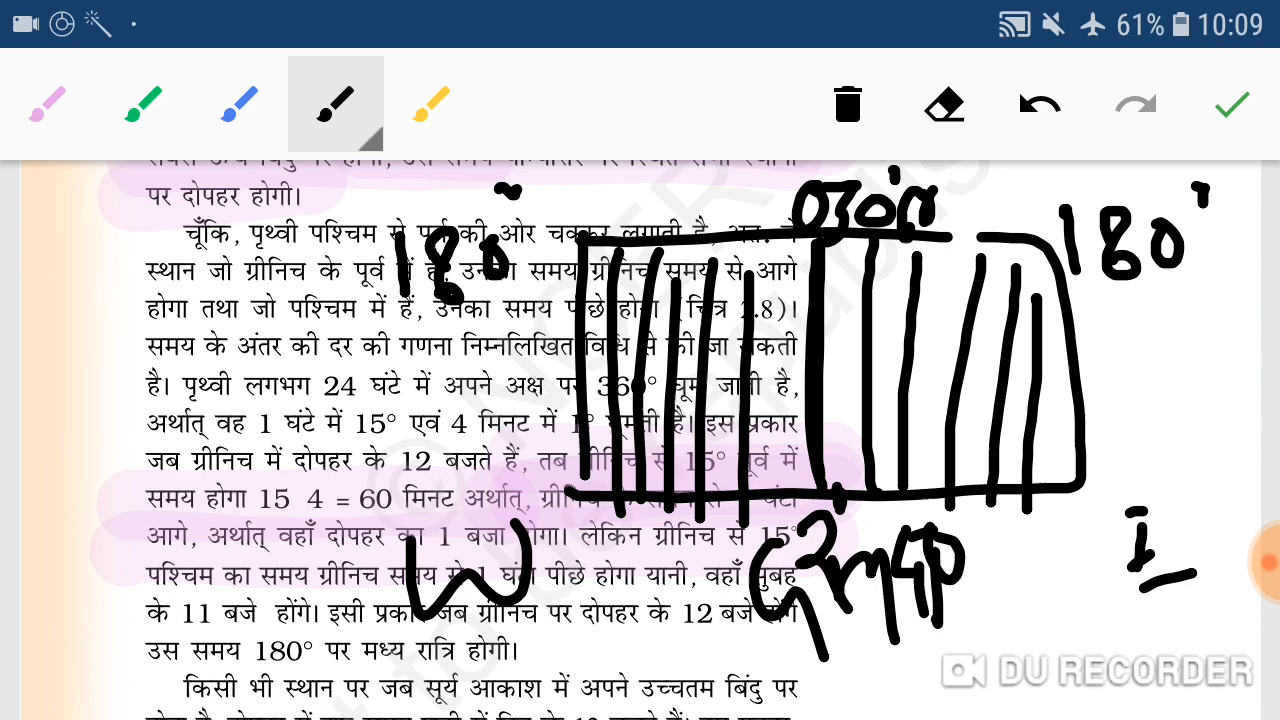 61% 10:09
पर दोपहर होगी।
चूँकि, पृथ्वी पश्चिम से पूर्व की ओर चक्कर लगाती है, अतः वे
स्थान जो ग्रीनिच के पूर्व में हैं, उनका समय ग्रीनिच समय से आगे
होगा तथा जो पश्चिम में हैं, उनका समय पीछे होगा (चित्र 2.8)।
समय के अंतर की दर की गणना निम्नलिखित विधि से की जा सकती
है। पृथ्वी लगभग 24 घंटे में अपने अक्ष पर 360° घूम जाती है,
अर्थात् वह 1 घंटे में 15° एवं 4 मिनट में 1° घूमती है। इस प्रकार
जब ग्रीनिच में दोपहर के 12 बजते हैं, तब ग्रीनिच से 15° पूर्व में
समय होगा 15 4 = 60 मिनट अर्थात्, ग्रीनिच के से घंटा
आगे, अर्थात् वहाँ दोपहर का 1 बजा होगा। लेकिन ग्रीनिच से 15°
पश्चिम का समय ग्रीनिच समय से 1 घंटा पीछे होगा यानी, वहाँ सुबह
के 11 बजे होंगे। इसी प्रकार जब ग्रीनिच पर दोपहर के 12 बजे होंगे
उस समय 180° पर मध्य रात्रि होगी।
किसी भी स्थान पर जब सूर्य आकाश में अपने उच्चतम बिंदु पर
180°
180°
W
DU RECORDER